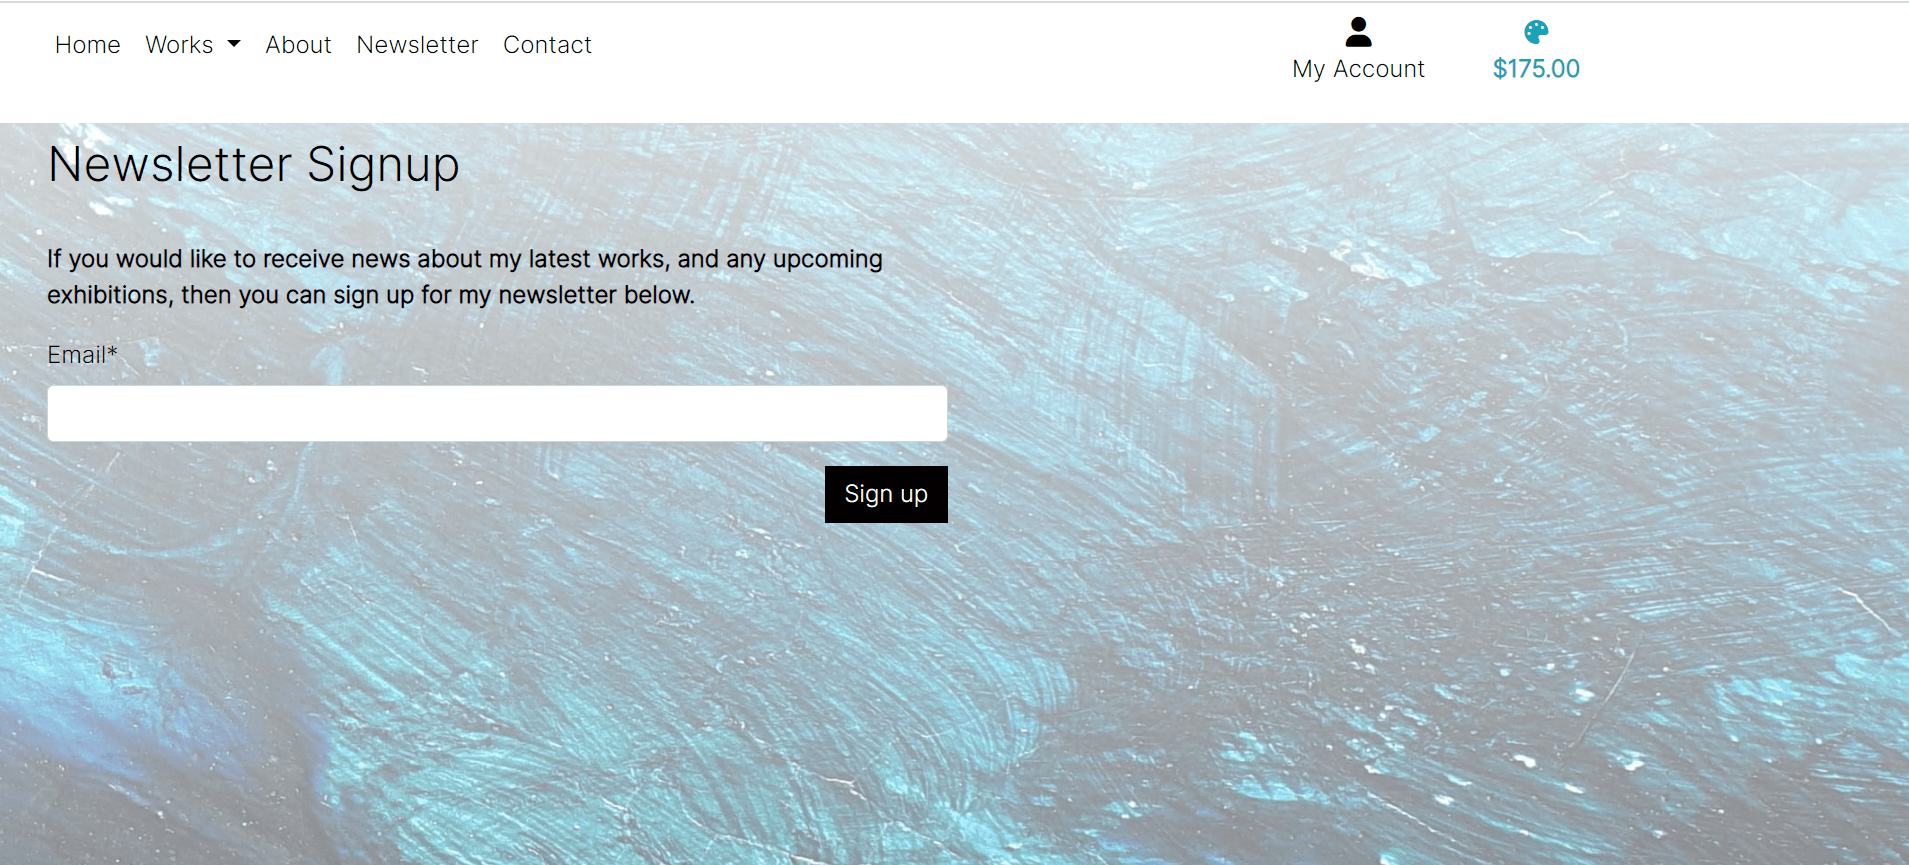 Home Works About Newsletter Contact
My Account $175.00
Newsletter Signup
If you would like to receive news about my latest works, and any upcoming
exhibitions, then you can sign up for my newsletter below.
Email*
Sign up